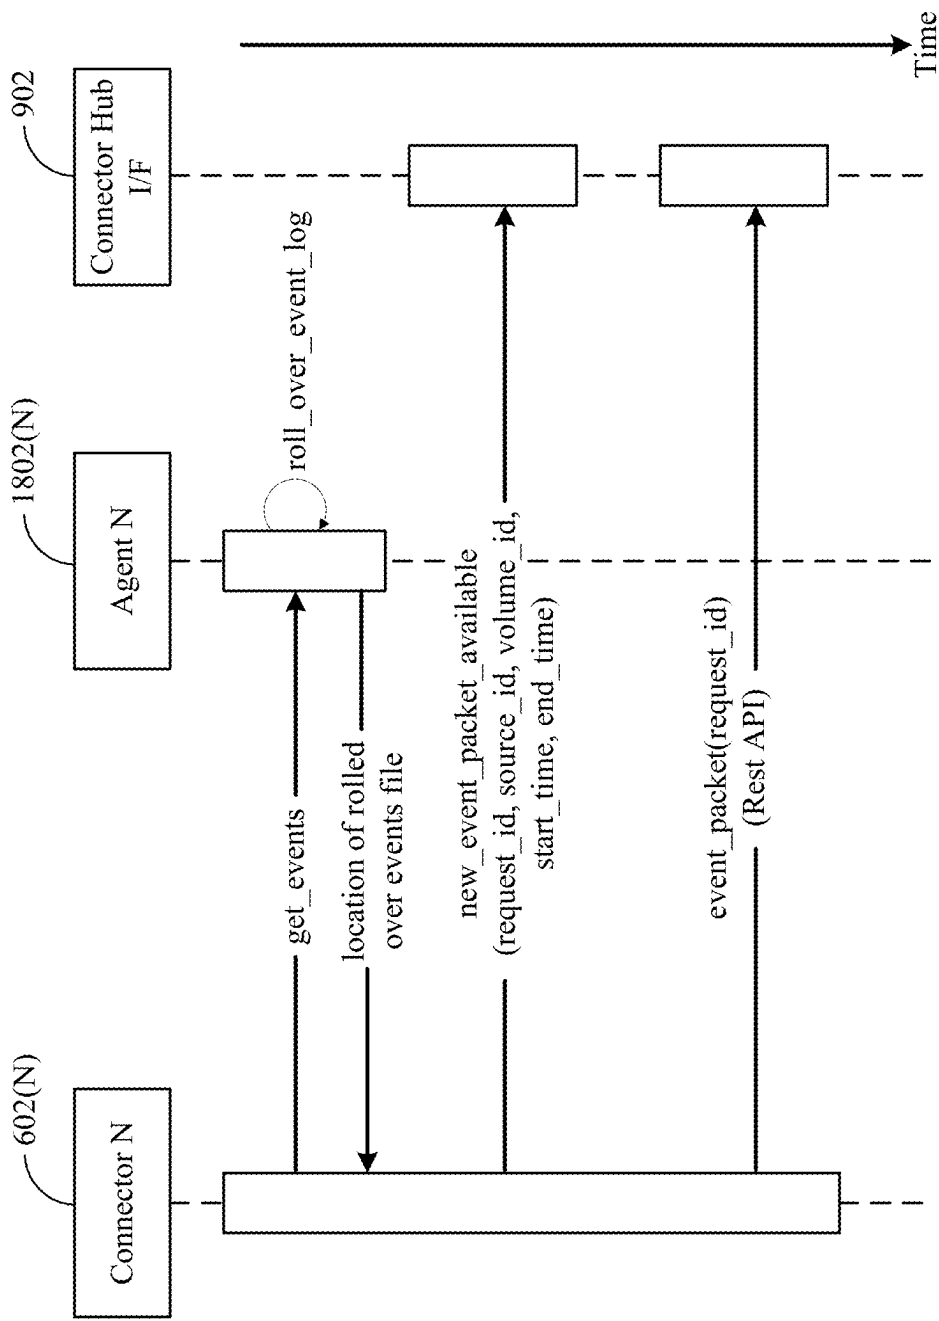 602(N)
1802(N)
902
Connector N
Agent N
Connector Hub
I/F
get_events
roll_over_event_log
location of rolled
over events file
new_event_packet_available
(request_id, source_id, volume_id,
start_time, end_time)
event_packet(request_id)
(Rest API)
Time